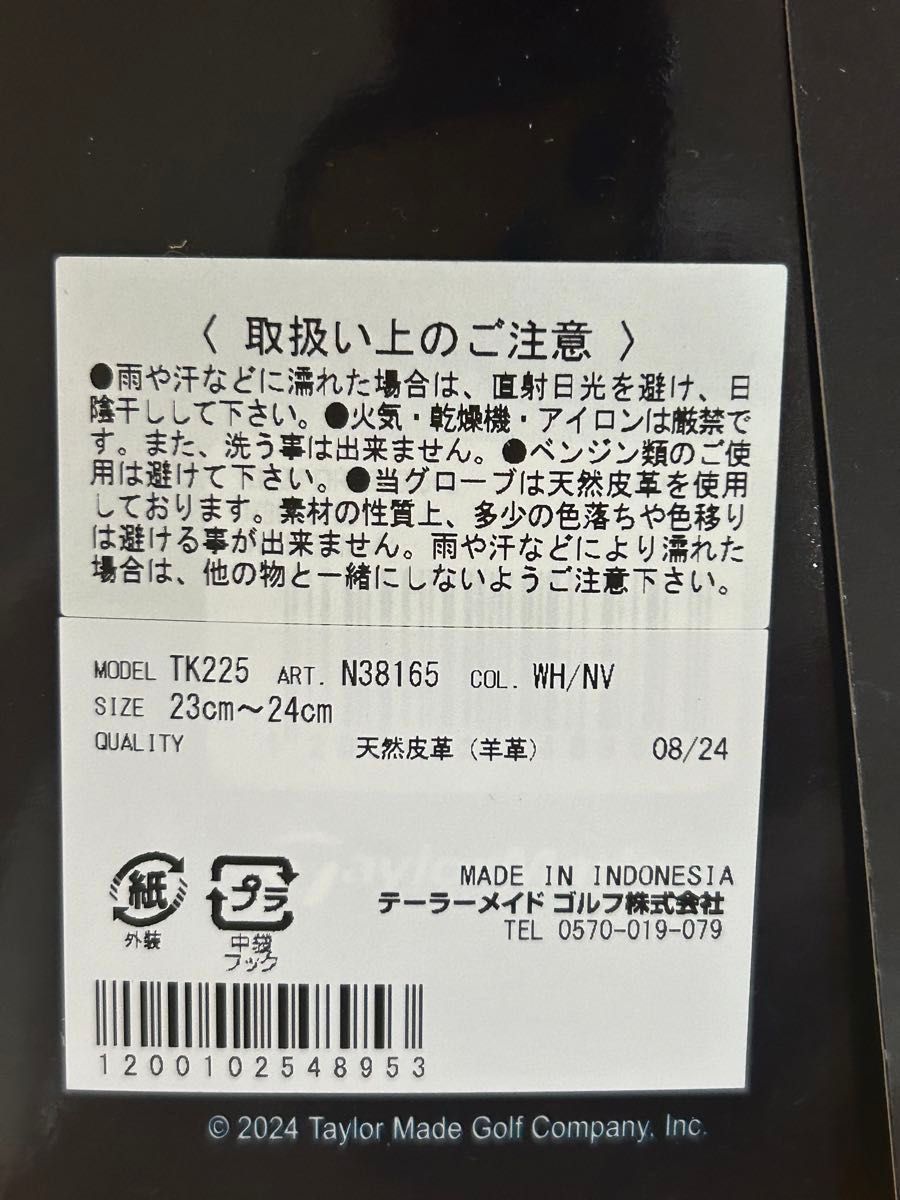 〈 取扱い上のご注意 〉
●雨や汗などに濡れた場合は、直射日光を避け、日
陰干しして下さい。●火気・乾燥機・アイロンは厳禁で
す。また、洗う事は出来ません。●ベンジン類のご使
用は避けて下さい。●当グローブは天然皮革を使用
しております。素材の性質上、多少の色落ちや色移り
は避ける事が出来ません。雨や汗などにより濡れた
場合は、他の物と一緒にしないようご注意下さい。
MODEL TK225 ART. N38165 COL. WH/NV
SIZE 23cm～24cm
QUALITY 天然皮革 (羊革) 08/24
紙 プラ
外装 中袋
フック
MADE IN INDONESIA
テーラーメイド ゴルフ株式会社
TEL 0570-019-079
1200102548953
© 2024 Taylor Made Golf Company, Inc.